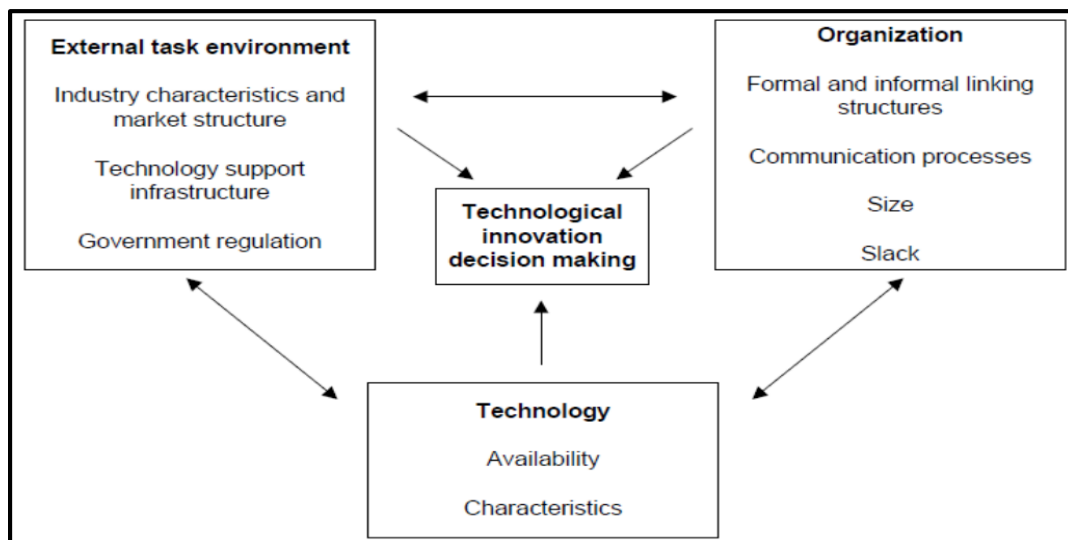 External task environment
Industry characteristics and
market structure
Technology support
infrastructure
Government regulation
Organization
Formal and informal linking
structures
Communication processes
Size
Slack
Technological
innovation
decision making
Technology
Availability
Characteristics